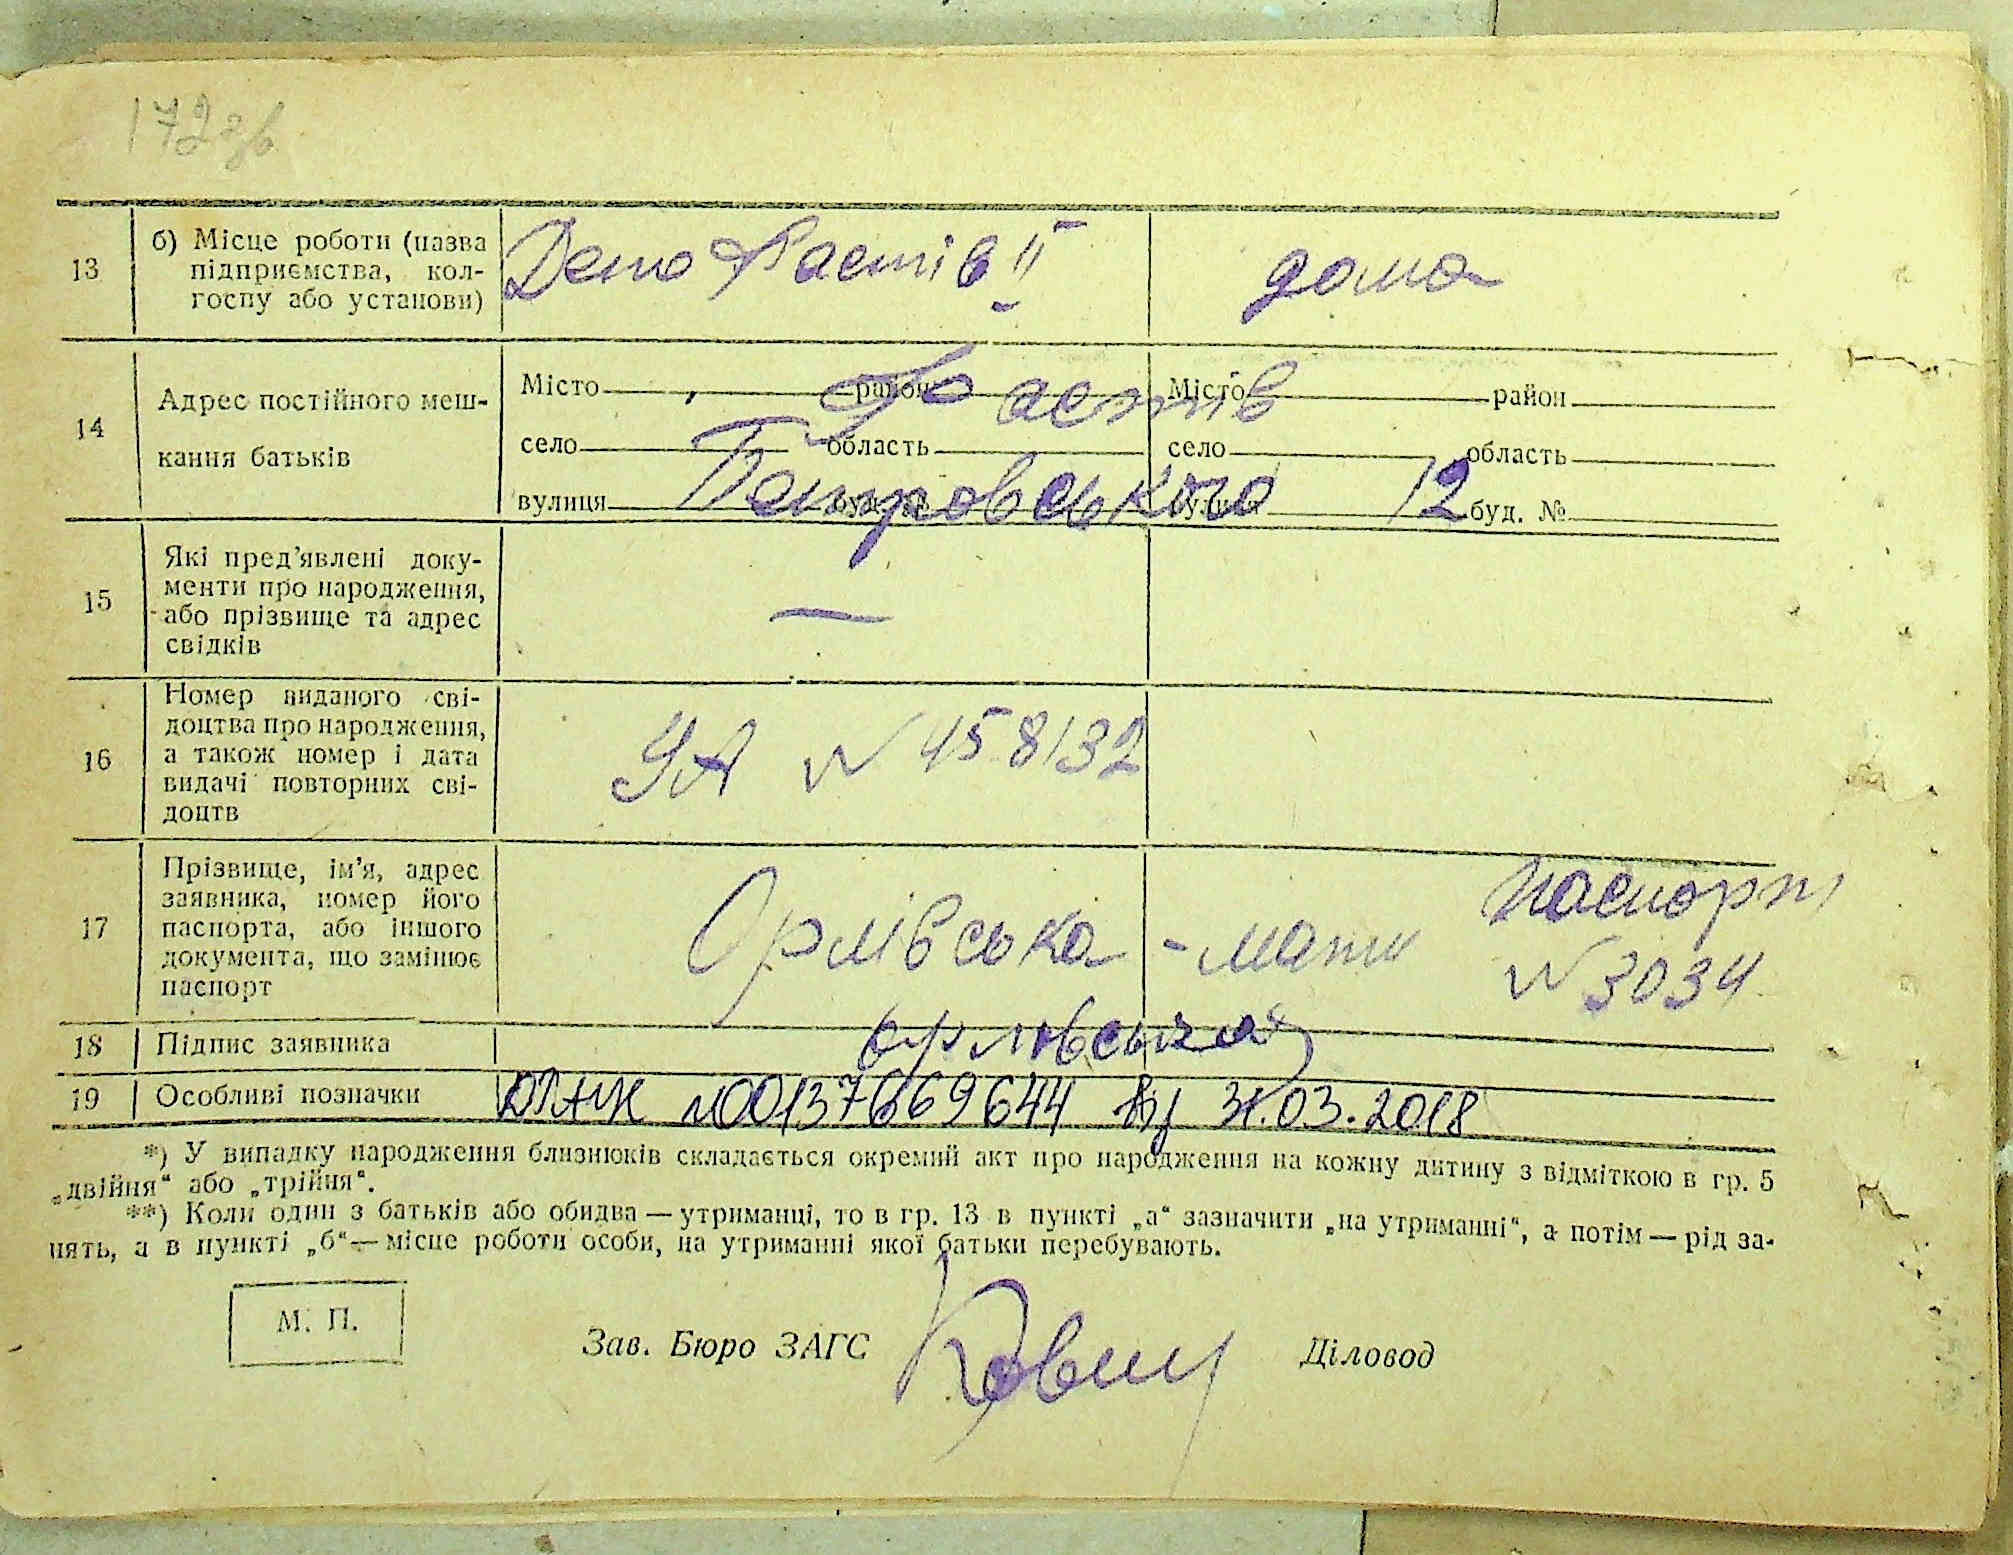 172зв
13 б) Місце роботи (назва Депо Фастів II дома
підприємства, кол-
госпу або установи)
14 Адрес постійного меш-
кання батьків
Місто район Фастів Місто район
село область село область
вулиця Петровського вулиця 12 буд. №
15 Які пред’явлені доку-
менти про народження,
або прізвище та адрес
свідків —
16 Номер виданого сві-
доцтва про народження,
а також номер і дата
видачі повторних сві-
доцтв
УА № 458132
17 Прізвище, ім’я, адрес
заявника, номер його
паспорта, або іншого
документа, що замінює
паспорт
Орлівська - мати паспорт
№ 3034
18 Підпис заявника Орлівська
19 Особливі позначки №00137669644 31.03.2018
*) У випадку народження близнюків складається окремий акт про народження на кожну дитину з відміткою в гр. 5
„двійня“ або „трійня“.
**) Коли один з батьків або обидва — утриманці, то в гр. 13 в пункті „а“ зазначити „на утриманні“, а потім — рід за-
нять, а в пункті „б“ — місце роботи особи, на утриманні якої батьки перебувають.
М. П.
Зав. Бюро ЗАГС Діловод